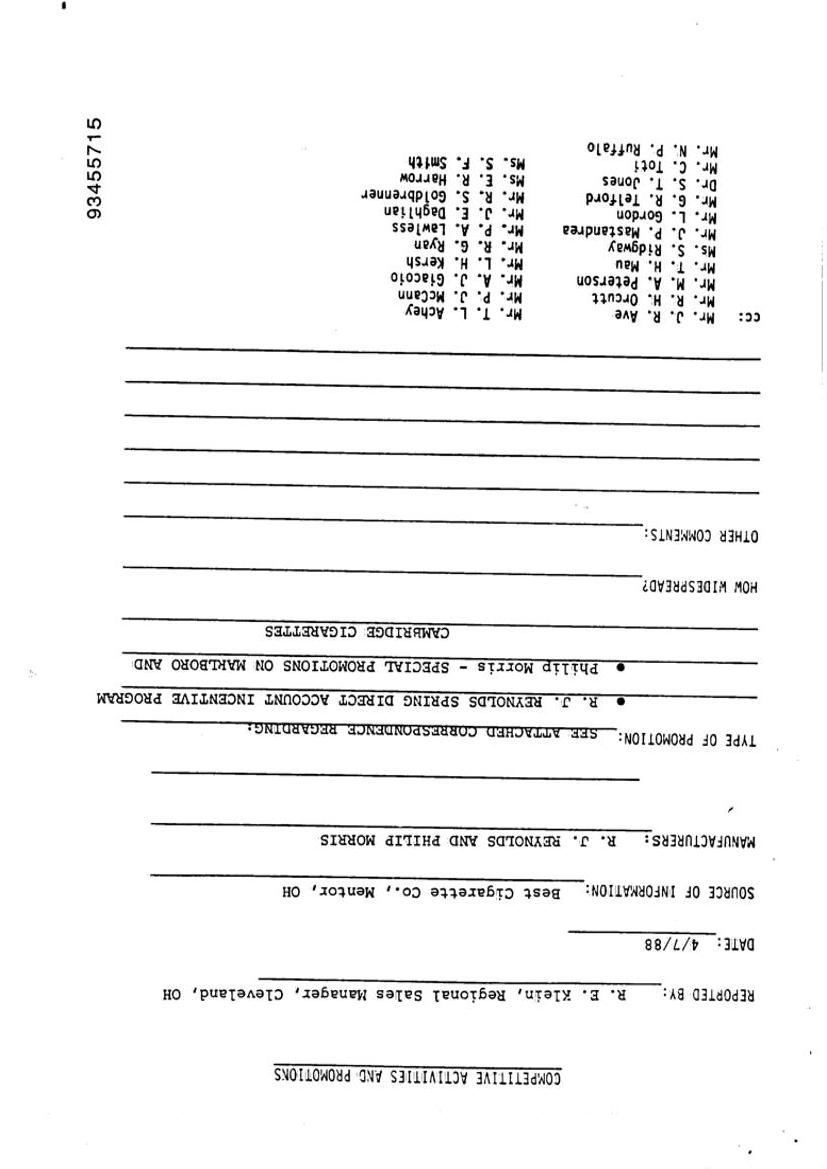 COMPETITIVE ACTIVITIES AND PROMOTIONS
REPORTED BY: R. E. Klein, Regional Sales Manager, Cleveland, OH
DATE: 4/7/88
SOURCE OF INFORMATION: Best Cigarette Co., Mentor, OH
MANUFACTURERS: R. J. REYNOLDS AND PHILIP MORRIS
TYPE OF PROMOTION: SEE ATTACHED CORRESPONDENCE REGARDING:
● R. J. REYNOLDS SPRING DIRECT ACCOUNT INCENTIVE PROGRAM
● Philip Morris - SPECIAL PROMOTIONS ON MARLBORO AND
CAMBRIDGE CIGARETTES
HOW WIDESPREAD?
OTHER COMMENTS:
cc: Mr. J. R. Ave Mr. T. L. Achey
Mr. R. H. Orcutt Mr. P. J. McCann
Mr. M. A. Peterson Mr. A. J. Giacoio
Mr. T. H. Mau Mr. L. H. Kersh
Ms. S. Ridgway Mr. R. G. Ryan
Mr. J. P. Mastandrea Mr. P. A. Lawless
Mr. L. Gordon Mr. J. E. Daghlian
Mr. G. R. Telford Mr. R. S. Goldbrenner
Dr. S. T. Jones Ms. E. R. Harrow
Mr. C. Toti Ms. S. F. Smith
Mr. N. P. Ruffalo
93455715